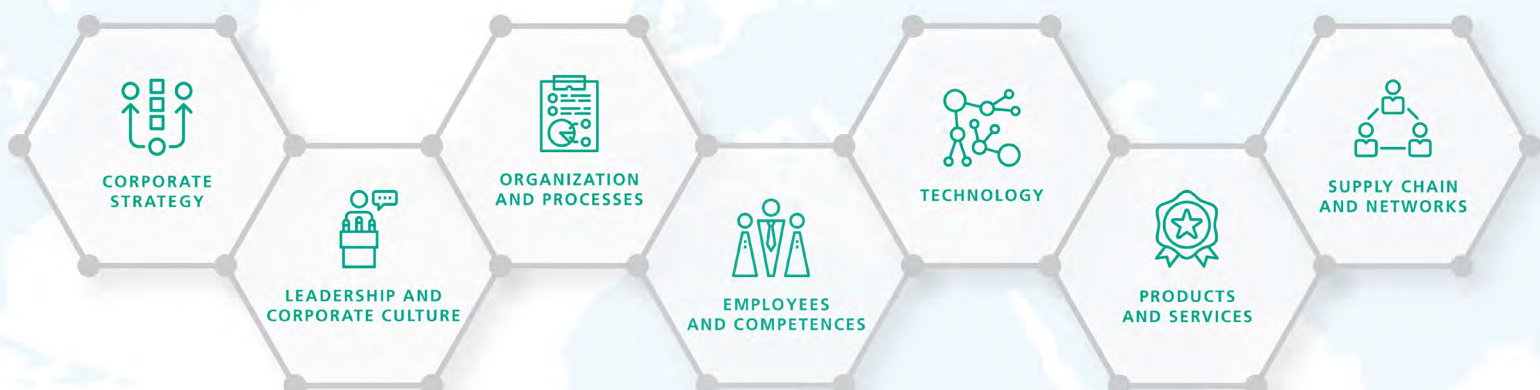 CORPORATE
STRATEGY
LEADERSHIP AND
CORPORATE CULTURE
ORGANIZATION
AND PROCESSES
EMPLOYEES
AND COMPETENCES
TECHNOLOGY
PRODUCTS
AND SERVICES
SUPPLY CHAIN
AND NETWORKS